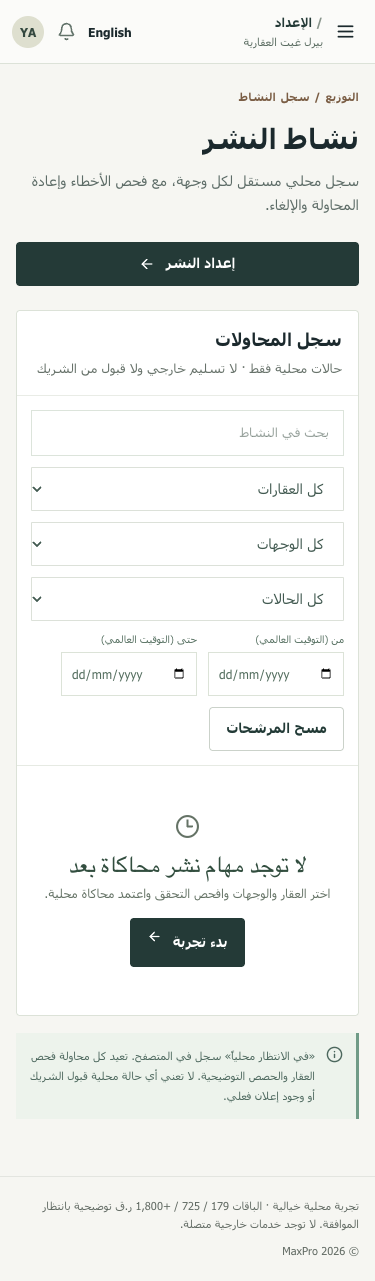 / الإعداد
بيرل غيت العقارية
English
YA
التوزيع / سجل النشاط
نشاط النشر
سجل محلي مستقل لكل وجهة، مع فحص الأخطاء وإعادة
المحاولة والإلغاء.
إعداد النشر ←
سجل المحاولات
حالات محلية فقط · لا تسليم خارجي ولا قبول من الشريك
بحث في النشاط
كل العقارات
كل الوجهات
كل الحالات
من (التوقيت العالمي)
حتى (التوقيت العالمي)
dd/mm/yyyy
dd/mm/yyyy
مسح المرشحات
لا توجد مهام نشر محاكاة بعد
اختر العقار والوجهات وافحص التحقق واعتمد محاكاة محلية.
بدء تجربة ←
«في الانتظار محلياً» سجل في المتصفح. تعيد كل محاولة فحص
العقار والحصص التوضيحية. لا تعني أي حالة محلية قبول الشريك
أو وجود إعلان فعلي.
تجربة محلية خيالية · الباقات 179 / 725 / +1,800 ر.ق توضيحية بانتظار
الموافقة. لا توجد خدمات خارجية متصلة.
© 2026 MaxPro